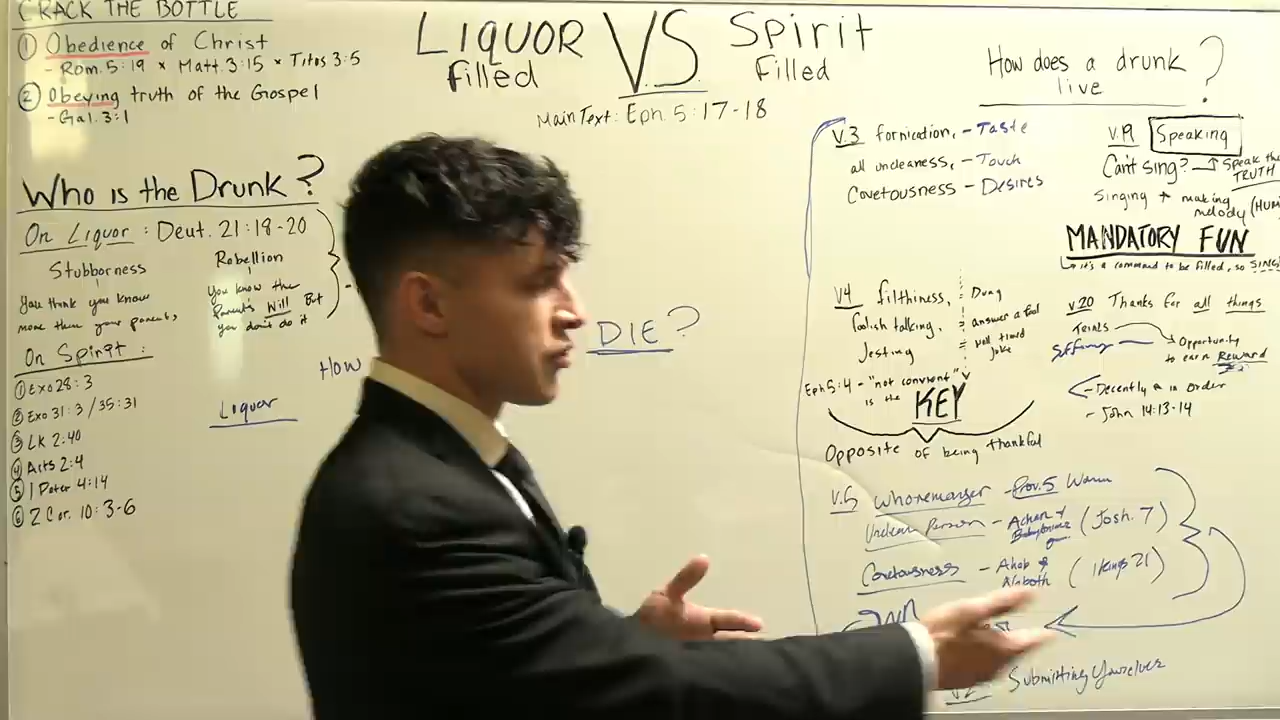 CRACK THE BOTTLE
① Obedience of Christ
- Rom. 5:19 × Matt. 3:15 × Titos 3:5
② Obeying truth of the Gospel
- Gal. 3:1
LIQUOR VS. Spirit
filled Filled
Main Text: Eph. 5:17-18
Who is the Drunk?
On Liquor: Deut. 21:18-20
Stubborness
You think you know
more then your parents,
Rebellion
You know the
Parents Will But
you don't do it
On Spirit:
① Exo 28:3
② Exo 31:3 / 35:31
③ LK 2:40
④ Acts 2:4
⑤ 1 Peter 4:14
⑥ 2 Cor. 10:3-6
How
DIE?
Liquor
How does a drunk
live ?
V.3 fornication, - Taste
all uncleaness, - Touch
Covetousness - Desires
V4 filthiness, = Dung
foolish talking, = answer a fool
Jesting = well timed
joke
Eph 5:4 - "not convenient"
is the KEY
Opposite of being thankful
V.5 whoremonger - Prov. 5 Woman
Unclean Person - Achan + (Josh. 7)
Covetousness - Ahab & (1 Kings 21)
Naboth
V.19 Speaking
Can't sing? → Speak the
TRUTH
Singing + making
melody (HUM
MANDATORY FUN
it's a command to be filled, so SING
V.20 Thanks for all things
Trials
Suffering
Opportunity
to earn Reward
- Decently & in order
- John 14:13-14
Submitting Yourselves